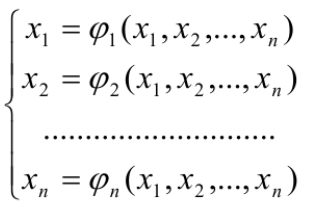 x₁ = φ₁(x₁, x₂,..., xₙ)
x₂ = φ₂(x₁, x₂,..., xₙ)
............................
xₙ = φₙ(x₁, x₂,..., xₙ)